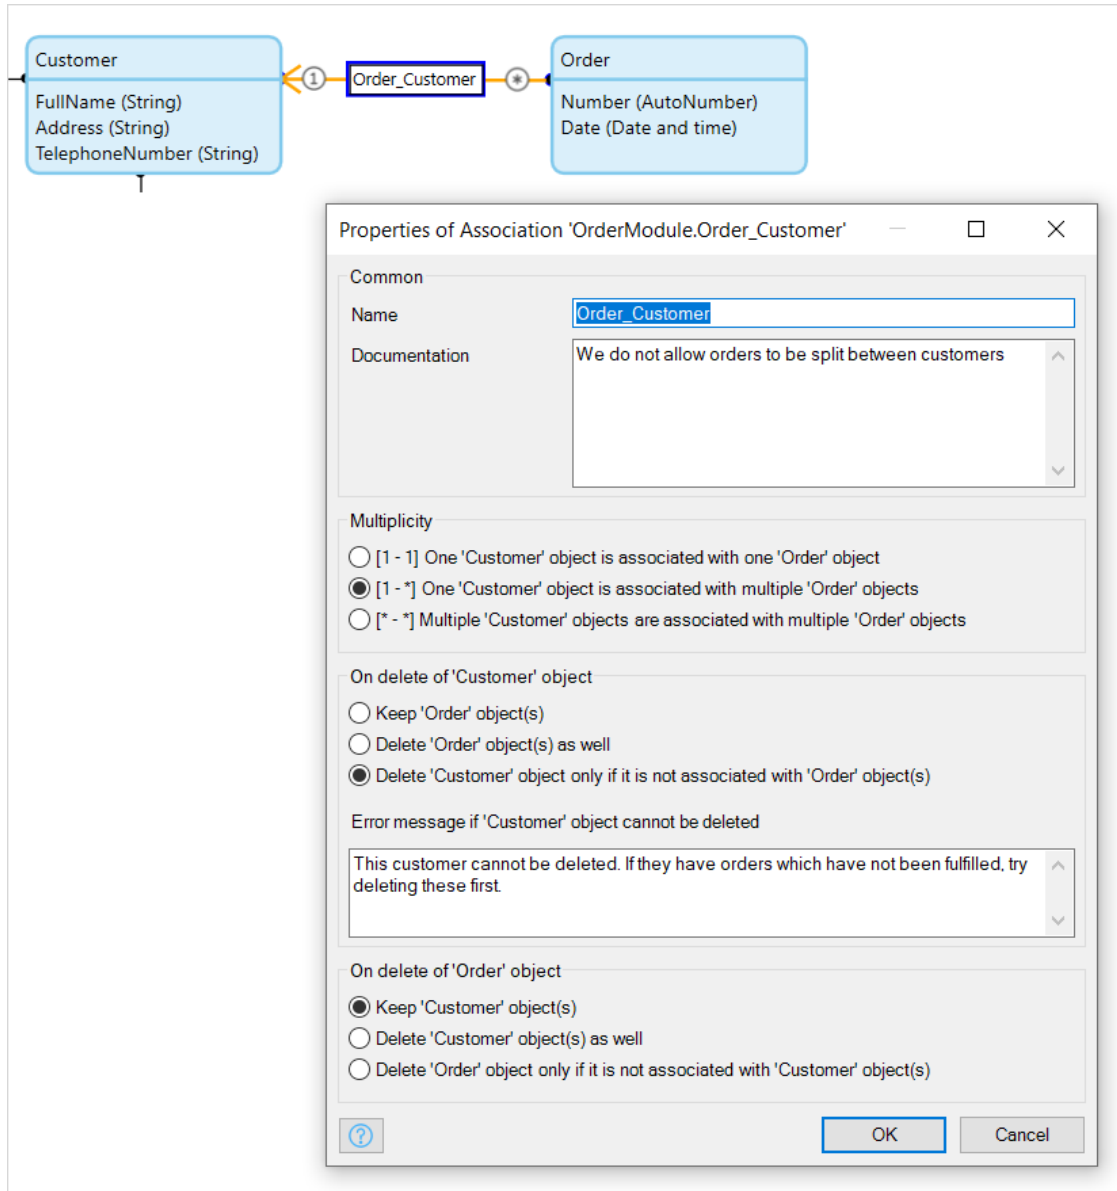 Customer
FullName (String)
Address (String)
TelephoneNumber (String)
1
Order_Customer
*
Order
Number (AutoNumber)
Date (Date and time)
Properties of Association 'OrderModule.Order_Customer'
Common
Name
Order_Customer
Documentation
We do not allow orders to be split between customers
Multiplicity
[1 - 1] One 'Customer' object is associated with one 'Order' object
[1 - *] One 'Customer' object is associated with multiple 'Order' objects
[* - *] Multiple 'Customer' objects are associated with multiple 'Order' objects
On delete of 'Customer' object
Keep 'Order' object(s)
Delete 'Order' object(s) as well
Delete 'Customer' object only if it is not associated with 'Order' object(s)
Error message if 'Customer' object cannot be deleted
This customer cannot be deleted. If they have orders which have not been fulfilled, try
deleting these first.
On delete of 'Order' object
Keep 'Customer' object(s)
Delete 'Customer' object(s) as well
Delete 'Order' object only if it is not associated with 'Customer' object(s)
?
OK
Cancel